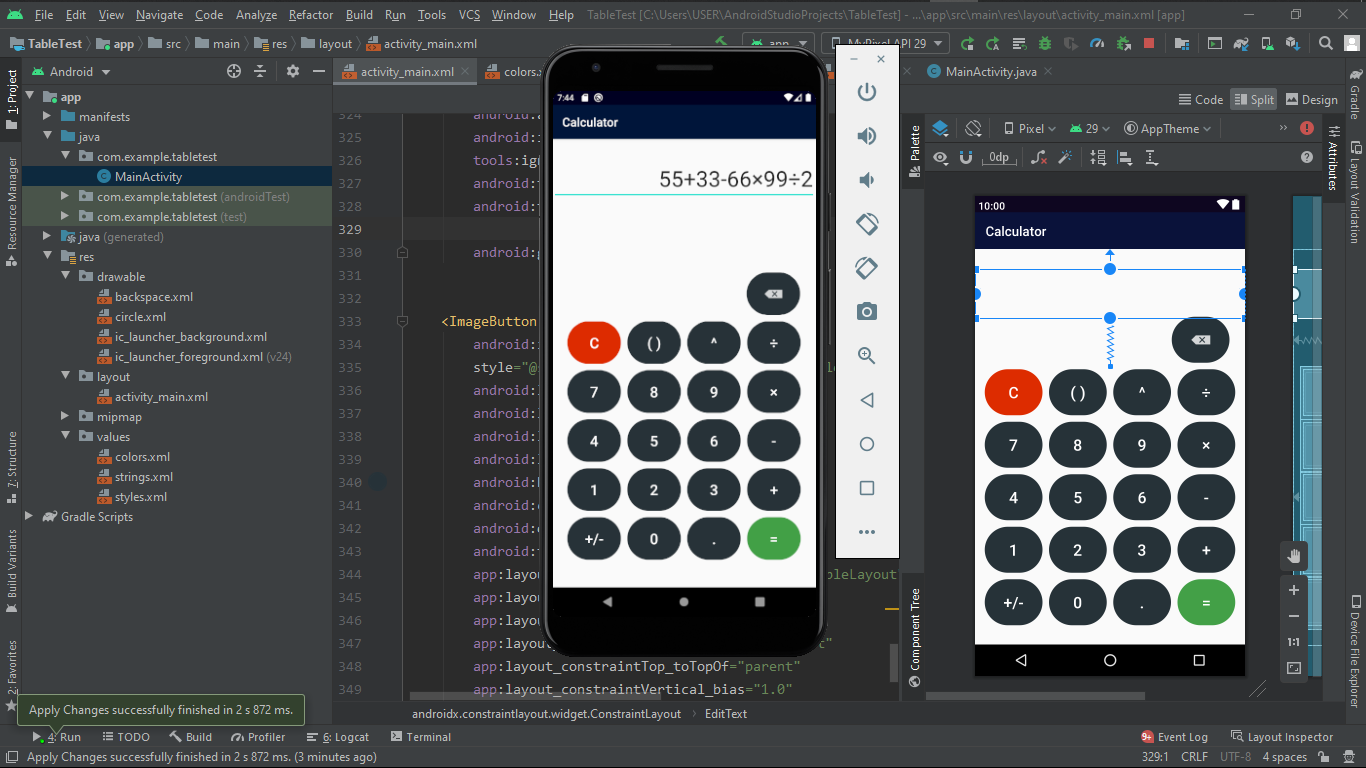 File Edit View Navigate Code Analyze Refactor Build Run Tools VCS Window Help TableTest [C:\Users\USER\AndroidStudioProjects\TableTest] - ...\app\src\main\res\layout\activity_main.xml [app]
TableTest app src main res layout activity_main.xml
app
MyPixel API 29
1: Project
Resource Manager
7: Structure
Build Variants
2: Favorites
Android
app
manifests
java
com.example.tabletest
MainActivity
com.example.tabletest (androidTest)
com.example.tabletest (test)
java (generated)
res
drawable
backspace.xml
circle.xml
ic_launcher_background.xml
ic_launcher_foreground.xml (v24)
layout
activity_main.xml
mipmap
values
colors.xml
strings.xml
styles.xml
Gradle Scripts
activity_main.xml
colors.
MainActivity.java
Code Split Design
324 android:
325 android:i
326 tools:ig
327 android:
328 android:
329
330 android:
331
332
333 <ImageButton
334 android:
335 style="@
336 android:
337 android:
338 android:
339 android:
340 android:
341 android:
342 android:
343 android:
344 app:layo bleLayout
345 app:layo
346 app:layo
347 app:layou t"
348 app:layout_constraintTop_toTopOf="parent"
349 app:layout_constraintVertical_bias="1.0"
7:44
Calculator
55+33-66×99÷2
C ( ) ^ ÷
7 8 9 ×
4 5 6 -
1 2 3 +
+/- 0 . =
Palette
Component Tree
Pixel 29 AppTheme
0dp
10:00
Calculator
C ( ) ^ ÷
7 8 9 ×
4 5 6 -
1 2 3 +
+/- 0 . =
1:1
Attributes
Gradle
Layout Validation
Device File Explorer
androidx.constraintlayout.widget.ConstraintLayout EditText
Apply Changes successfully finished in 2 s 872 ms.
4: Run TODO Build Profiler 6: Logcat Terminal
9+ Event Log Layout Inspector
Apply Changes successfully finished in 2 s 872 ms. (3 minutes ago)
329:1 CRLF UTF-8 4 spaces